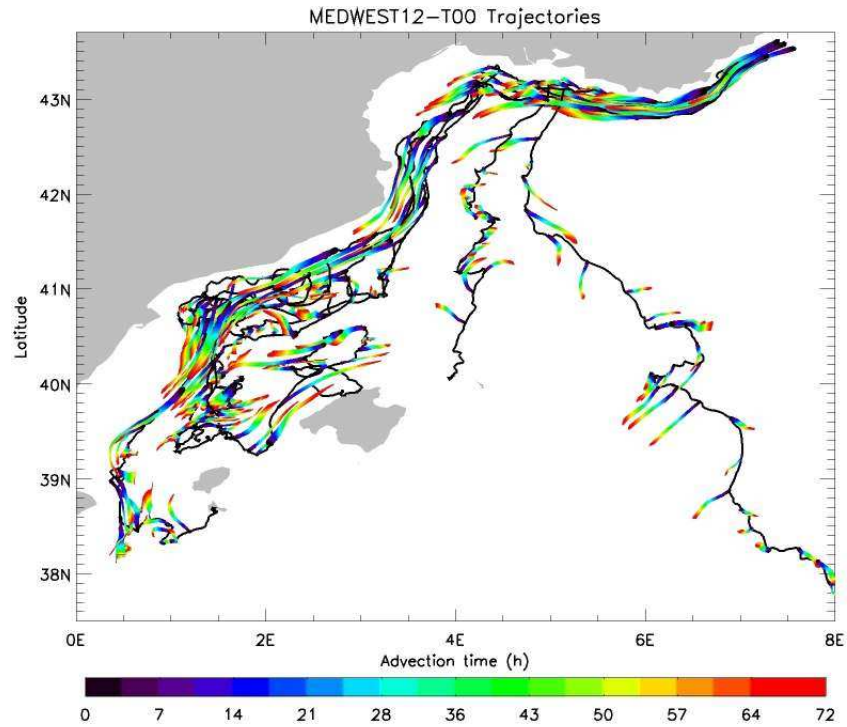 MEDWEST12-T00 Trajectories
43N
42N
41N
40N
39N
38N
Latitude
0E 2E 4E 6E 8E
Advection time (h)
0 7 14 21 28 36 43 50 57 64 72